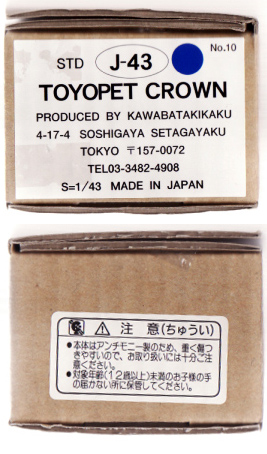 No.10
STD J-43
TOYOPET CROWN
PRODUCED BY KAWABATAKIKAKU
4-17-4 SOSHIGAYA SETAGAYAKU
TOKYO 〒157-0072
TEL03-3482-4908
S=1/43 MADE IN JAPAN
注意(ちゅうい)
●本体はアンチモニー製のため、重く傷つ
きやすいので、お取り扱いには十分ご注
意ください。
●対象年齢(12歳以上)未満のお子様の手
の届かない所に保管してください。